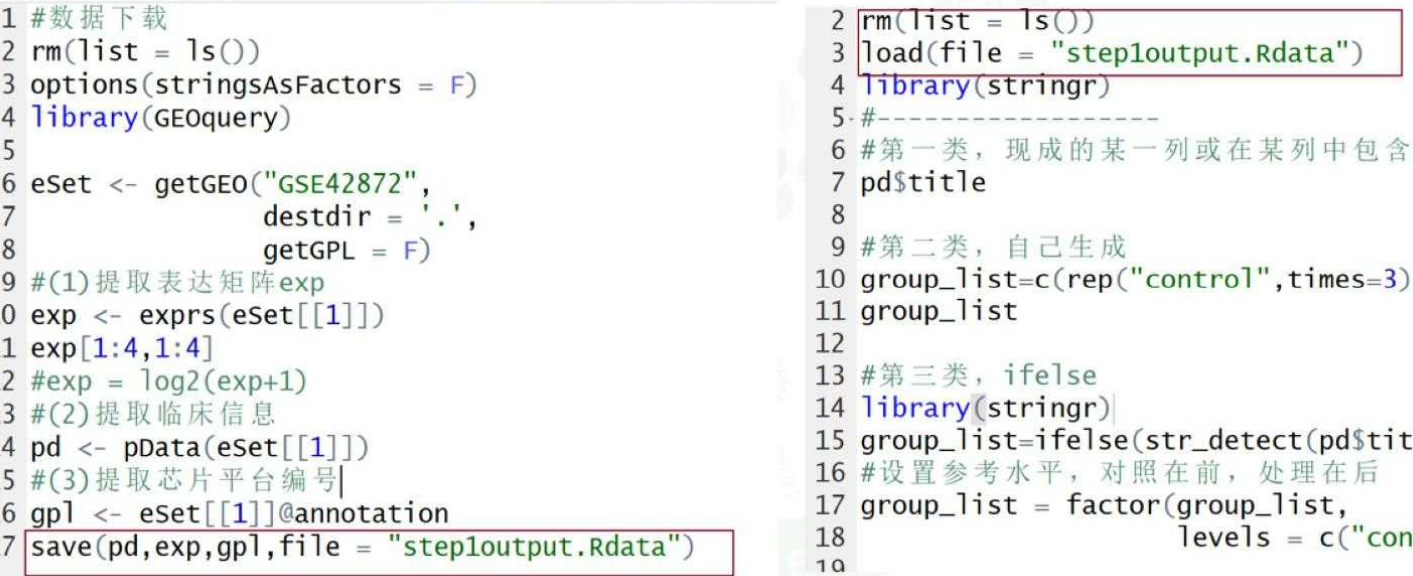 1 #数据下载
2 rm(list = ls())
3 options(stringsAsFactors = F)
4 library(GEOquery)
5
6 eSet <- getGEO("GSE42872",
7 destdir = '.',
8 getGPL = F)
9 #(1)提取表达矩阵exp
0 exp <- exprs(eSet[[1]])
1 exp[1:4,1:4]
2 #exp = log2(exp+1)
3 #(2)提取临床信息
4 pd <- pData(eSet[[1]])
5 #(3)提取芯片平台编号
6 gpl <- eSet[[1]]@annotation
7 save(pd,exp,gpl,file = "step1output.Rdata")
2 rm(list = ls())
3 load(file = "step1output.Rdata")
4 library(stringr)
5 #------------------
6 #第一类，现成的某一列或在某列中包含
7 pd$title
8
9 #第二类，自己生成
10 group_list=c(rep("control",times=3)
11 group_list
12
13 #第三类，ifelse
14 library(stringr)
15 group_list=ifelse(str_detect(pd$tit
16 #设置参考水平，对照在前，处理在后
17 group_list = factor(group_list,
18 levels = c("con
19